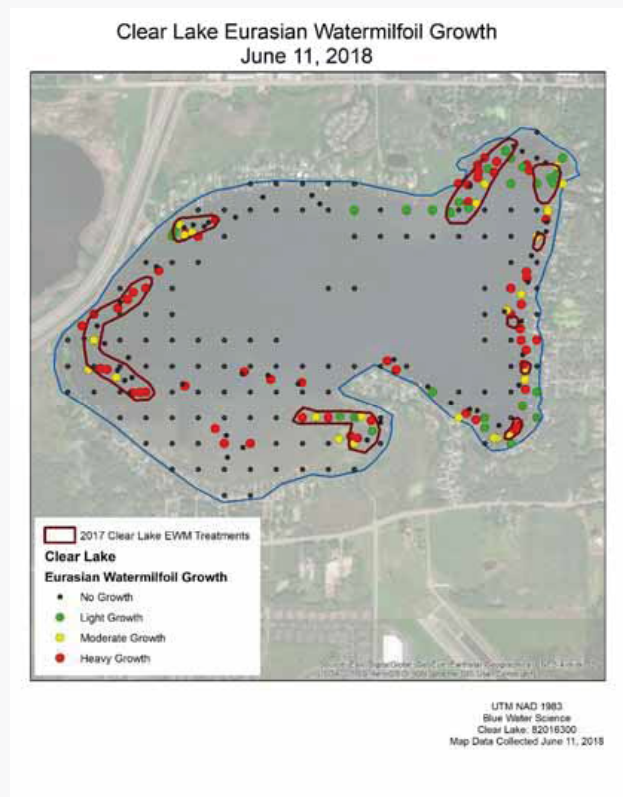 Clear Lake Eurasian Watermilfoil Growth
June 11, 2018
2017 Clear Lake EWM Treatments
Clear Lake
Eurasian Watermilfoil Growth
No Growth
Light Growth
Moderate Growth
Heavy Growth
UTM NAD 1983
Blue Water Science
Clear Lake: 82016300
Map Data Collected June 11, 2018